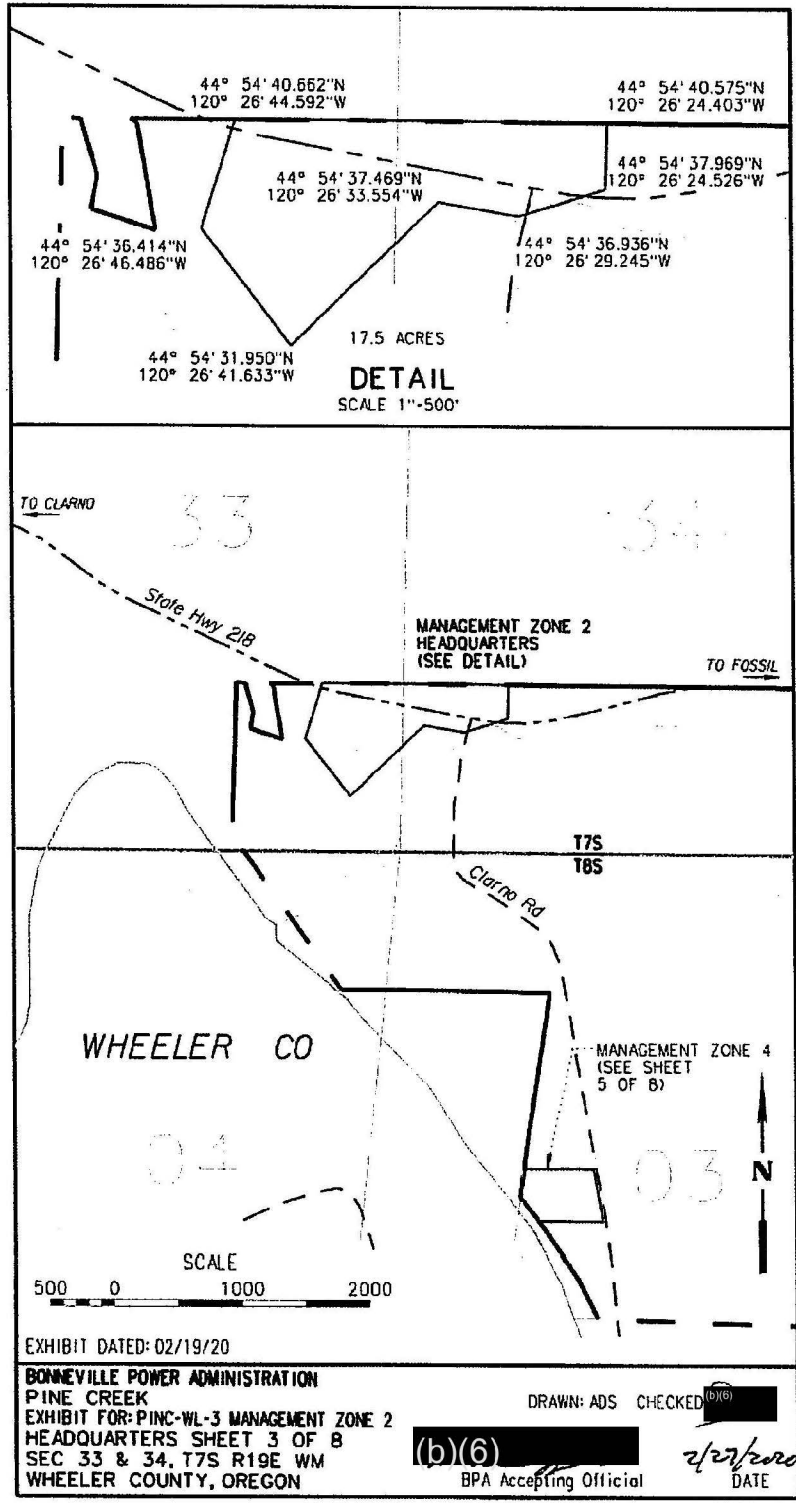 44° 54' 40.662"N
120° 26' 44.592"W
44° 54' 40.575"N
120° 26' 24.403"W
44° 54' 37.469"N
120° 26' 33.554"W
44° 54' 37.969"N
120° 26' 24.526"W
44° 54' 36.414"N
120° 26' 46.486"W
44° 54' 36.936"N
120° 26' 29.245"W
44° 54' 31.950"N
120° 26' 41.633"W
17.5 ACRES
DETAIL
SCALE 1"-500'
TO CLARNO
33
34
State Hwy 218
MANAGEMENT ZONE 2
HEADQUARTERS
(SEE DETAIL)
TO FOSSIL
T7S
T8S
Clarno Rd
WHEELER CO
MANAGEMENT ZONE 4
(SEE SHEET
5 OF 8)
04
03
N
SCALE
500 0 1000 2000
EXHIBIT DATED: 02/19/20
BONNEVILLE POWER ADMINISTRATION
PINE CREEK
EXHIBIT FOR: PINC-WL-3 MANAGEMENT ZONE 2
HEADQUARTERS SHEET 3 OF 8
SEC 33 & 34, T7S R19E WM
WHEELER COUNTY, OREGON
DRAWN: ADS CHECKED (b)(6)
(b)(6)
2/27/2020
BPA Accepting Official DATE